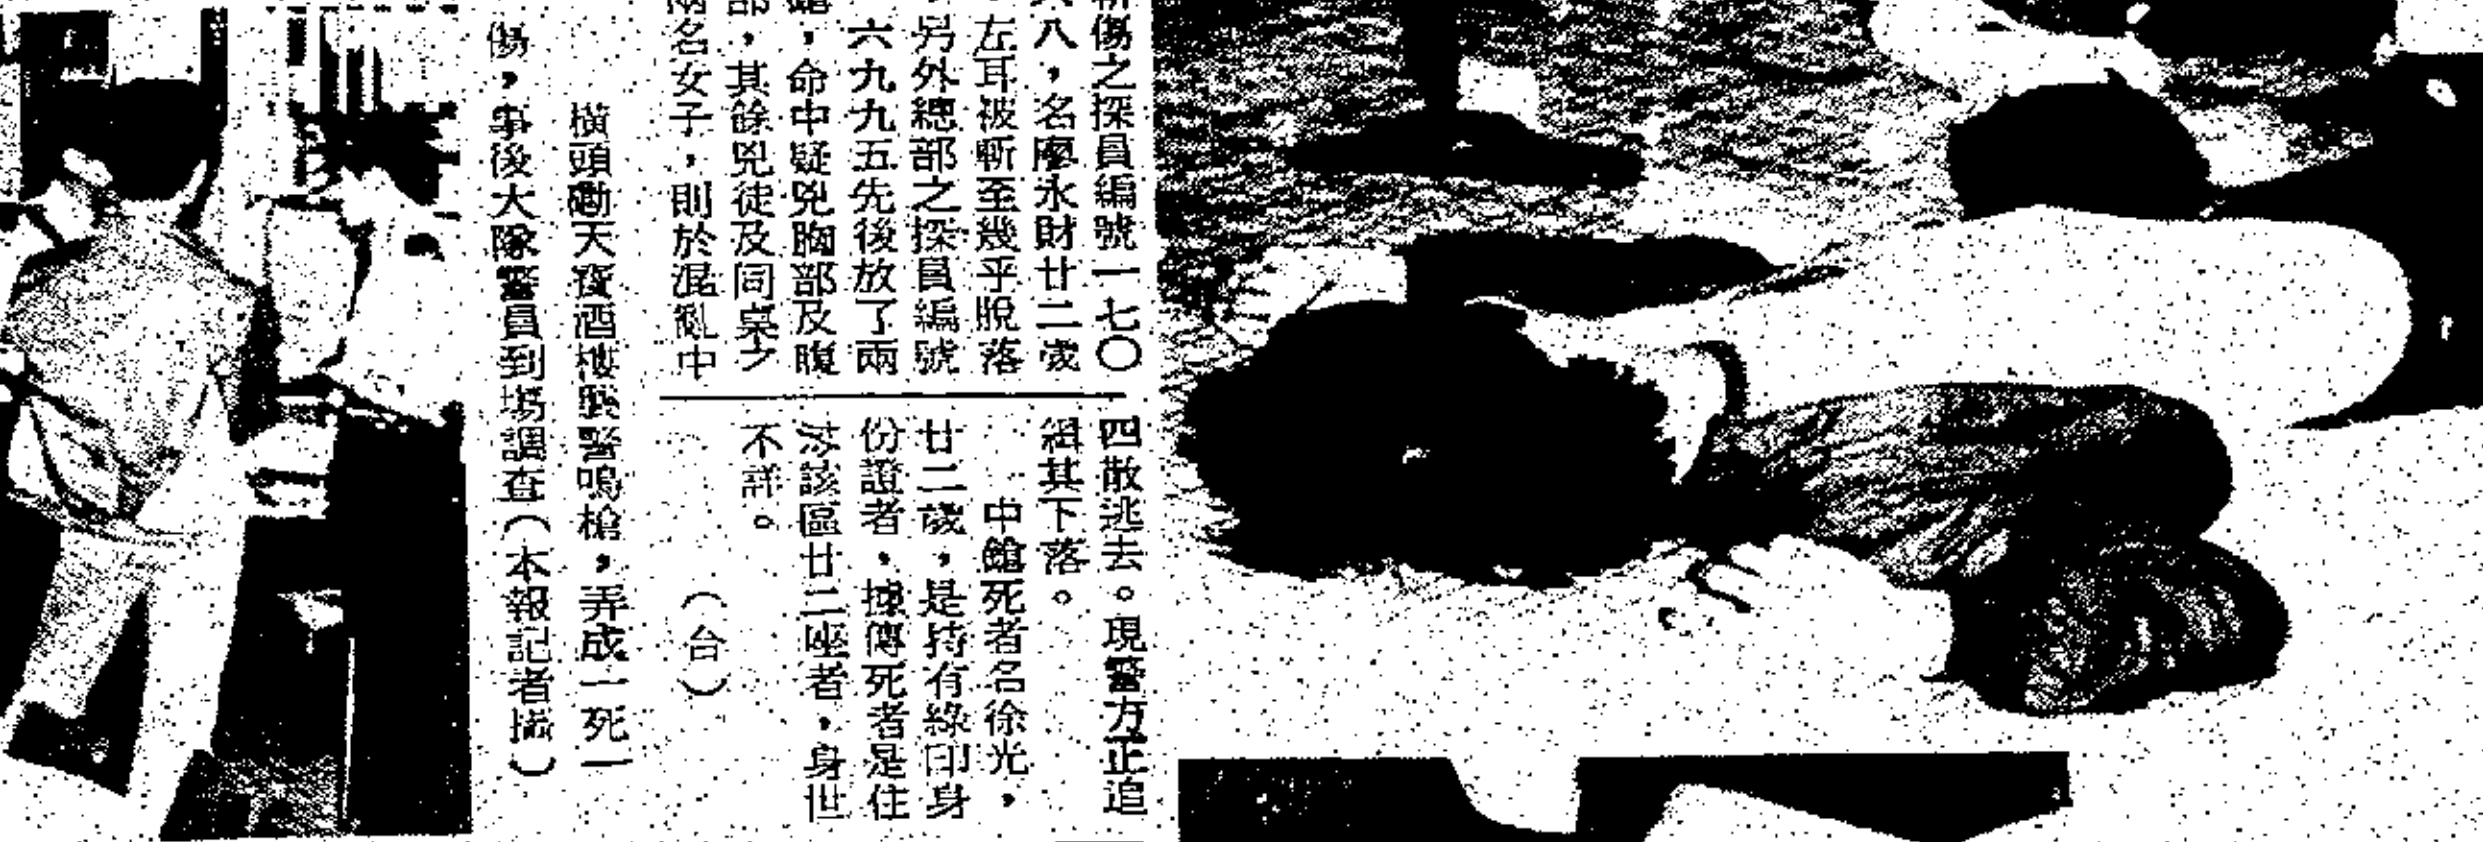 斬傷之探員編號一七〇
八，名廖永財廿二歲
，左耳被斬至幾乎脫落
，另外總部之探員編號
六九九五先後放了兩
，命中疑兇胸部及腹
部，其餘兇徒及同桌之
兩名女子，則於混亂中
四散逃去。現警方正追
緝其下落。
中鎗死者名徐光，
廿二歲，是持有綠印身
份證者，據傳死者是住
於該區廿二座者，身世
不詳。
（台）
橫頭磡天寶酒樓賬警鳴槍，弄成一死一
傷，事後大隊警員到場調查（本報記者攝）